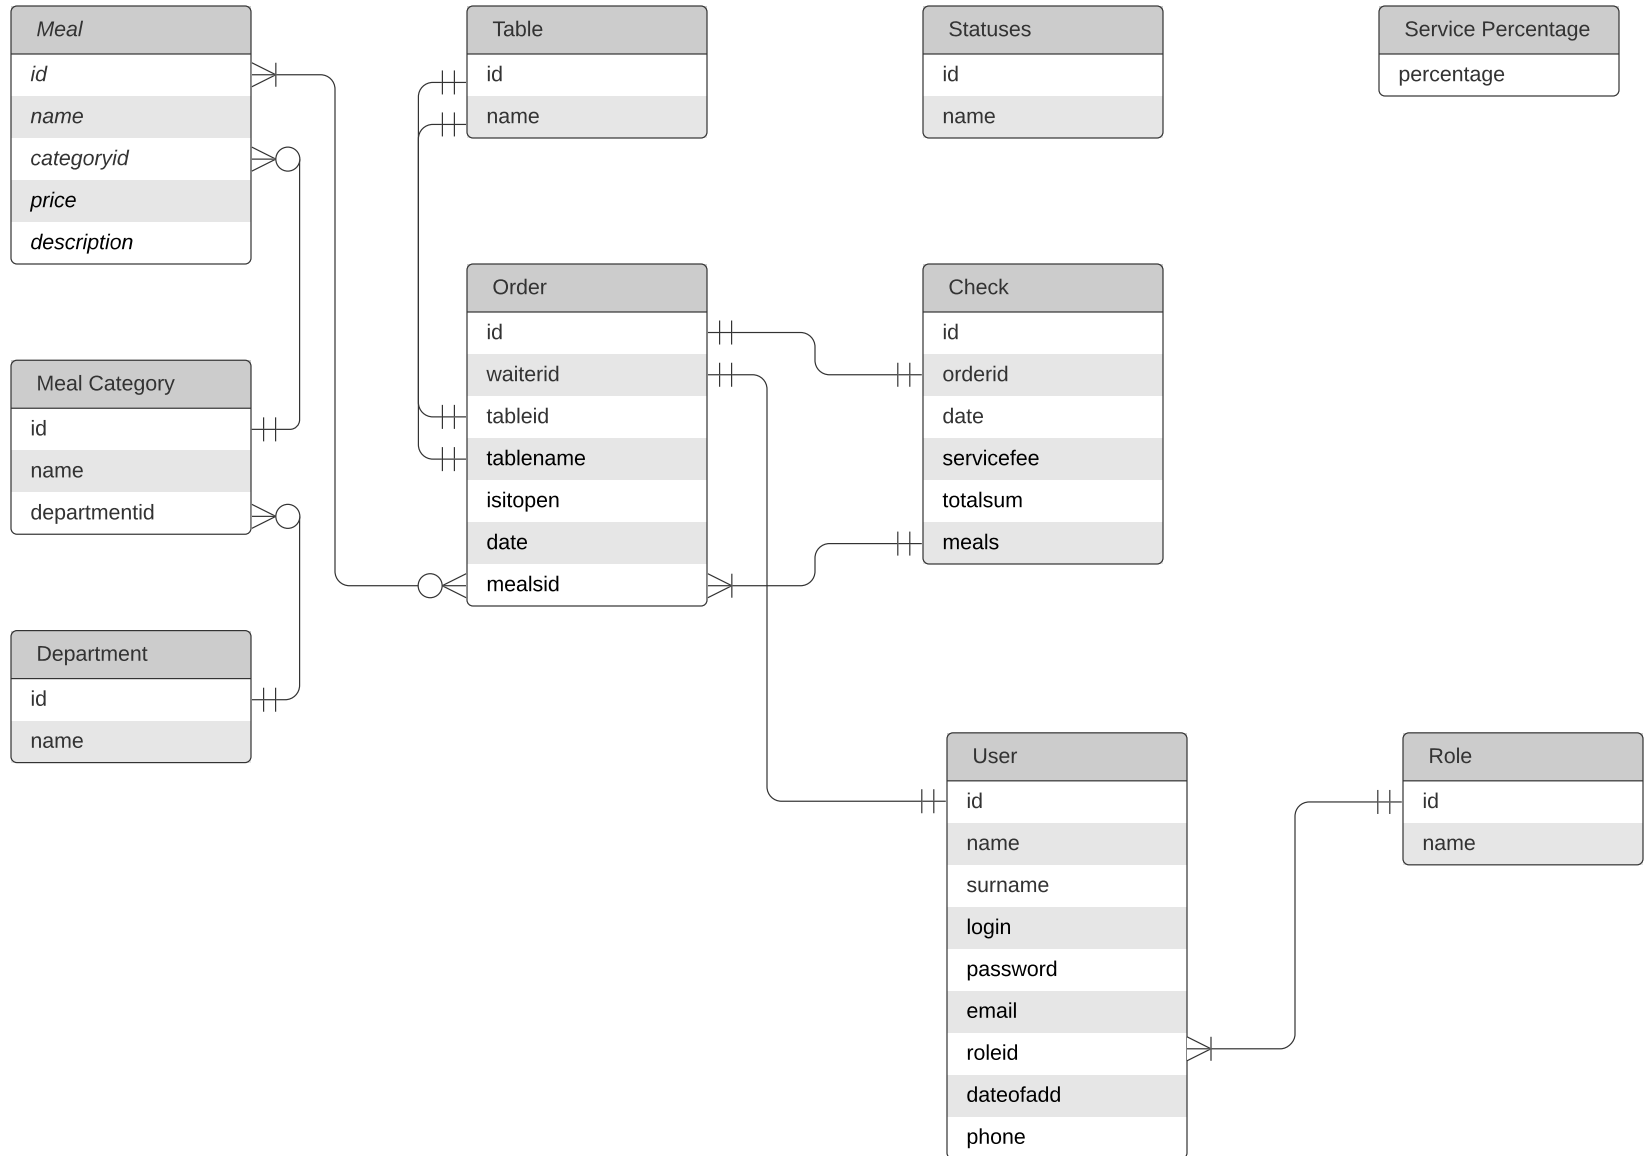 Meal
id
name
categoryid
price
description
Table
id
name
Statuses
id
name
Service Percentage
percentage
Order
id
waiterid
tableid
tablename
isitopen
date
mealsid
Check
id
orderid
date
servicefee
totalsum
meals
Meal Category
id
name
departmentid
Department
id
name
User
id
name
surname
login
password
email
roleid
dateofadd
phone
Role
id
name